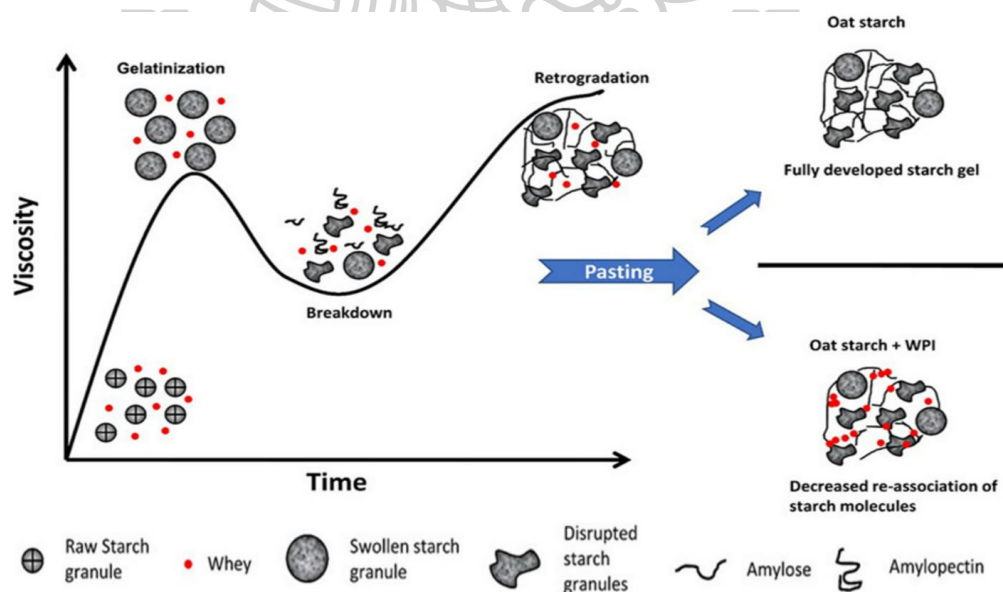 Oat starch
Gelatinization
Retrogradation
Fully developed starch gel
Viscosity
Pasting
Breakdown
Oat starch + WPI
Time
Decreased re-association of
starch molecules
Raw Starch
granule
Whey
Swollen starch
granule
Disrupted
starch
granules
Amylose
Amylopectin